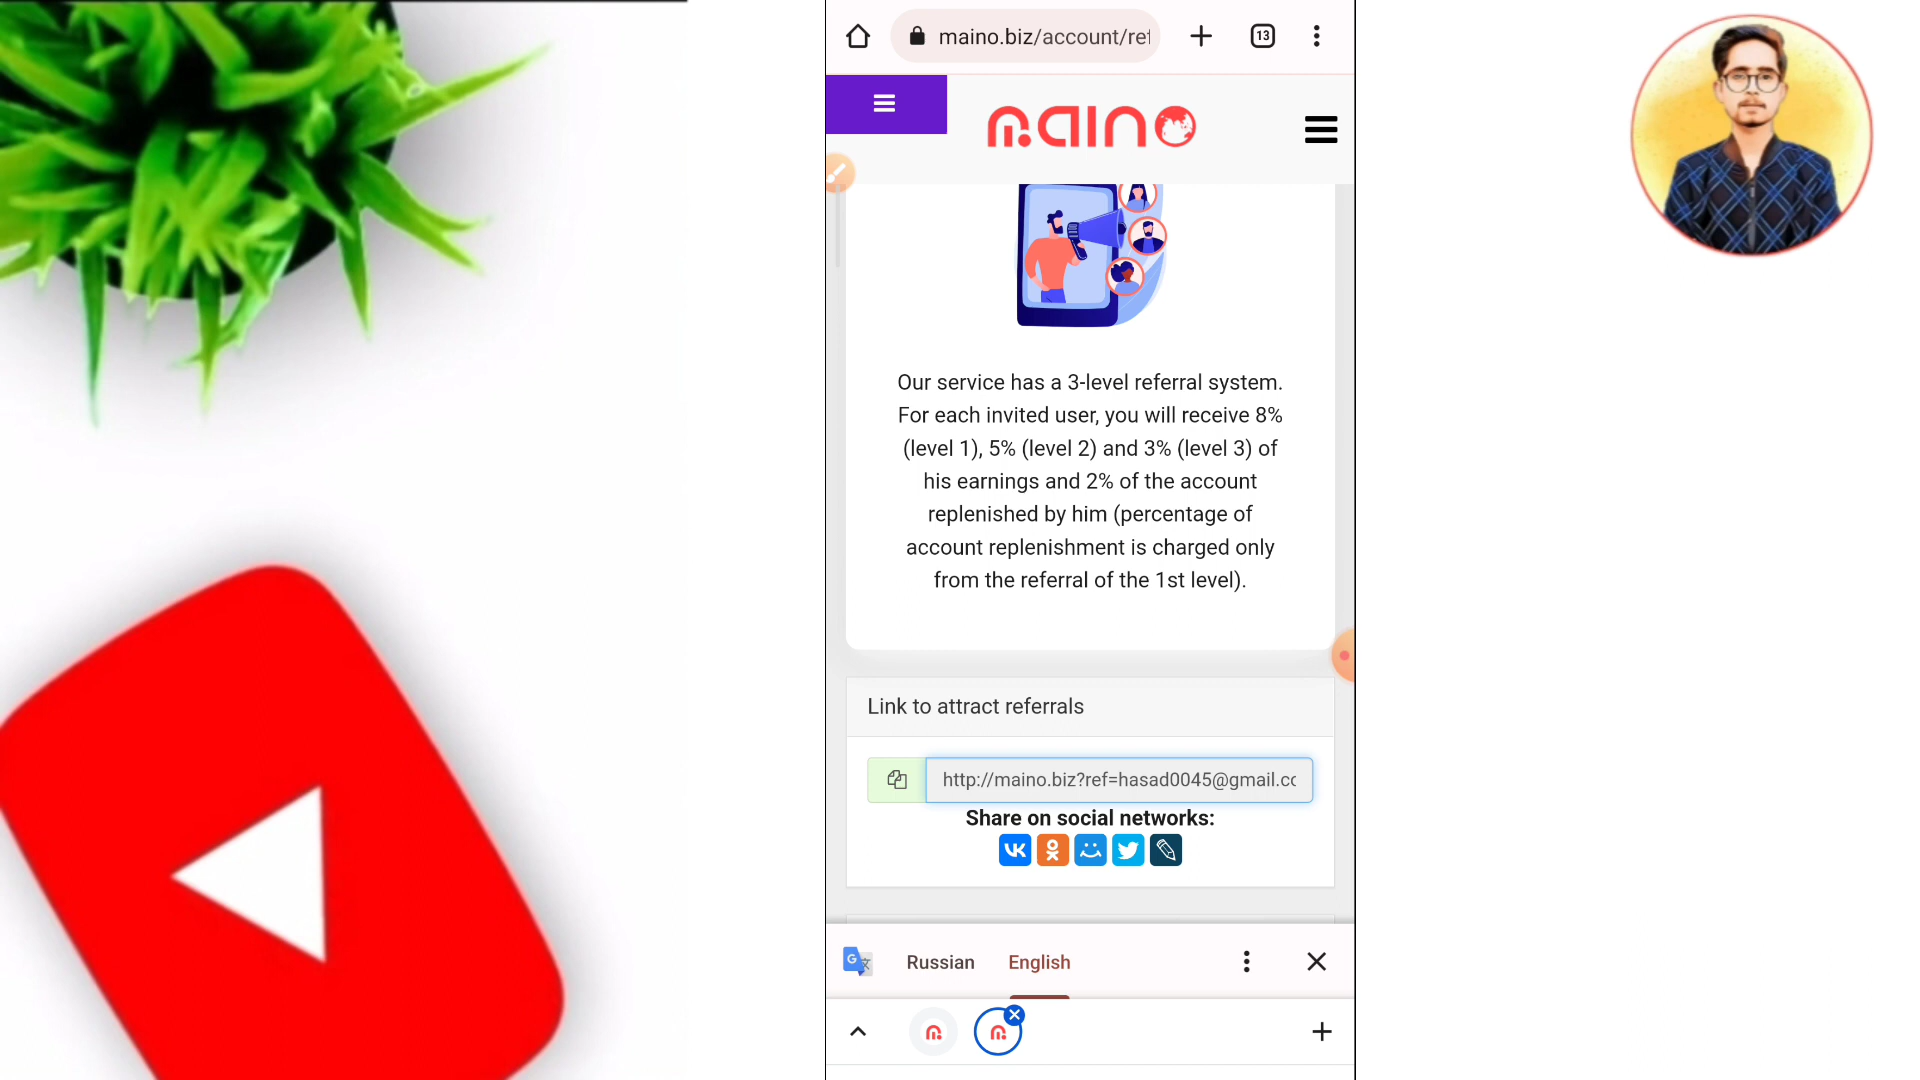 maino.biz/account/ref
13
maino
Our service has a 3-level referral system.
For each invited user, you will receive 8%
(level 1), 5% (level 2) and 3% (level 3) of
his earnings and 2% of the account
replenished by him (percentage of
account replenishment is charged only
from the referral of the 1st level).
Link to attract referrals
http://maino.biz?ref=hasad0045@gmail.cc
Share on social networks:
Russian English